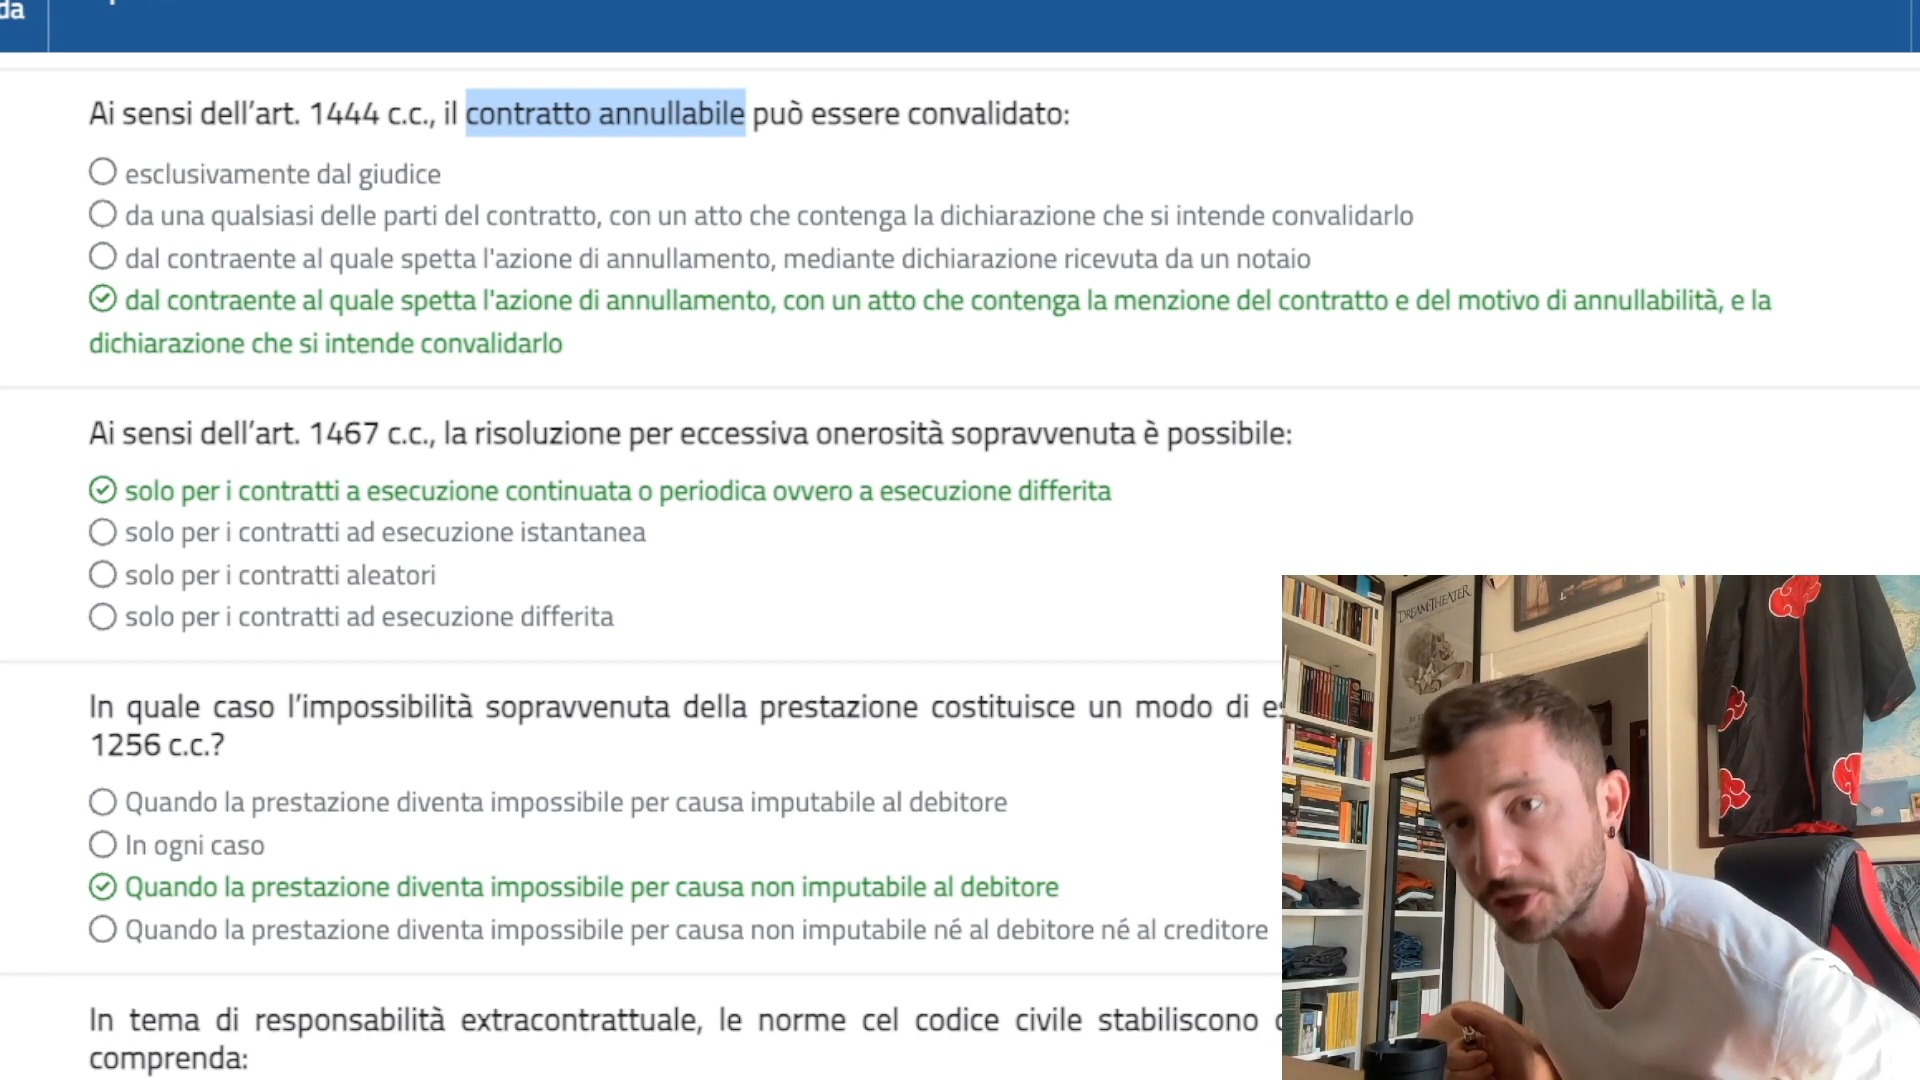 da
Ai sensi dell’art. 1444 c.c., il contratto annullabile può essere convalidato:
esclusivamente dal giudice
da una qualsiasi delle parti del contratto, con un atto che contenga la dichiarazione che si intende convalidarlo
dal contraente al quale spetta l'azione di annullamento, mediante dichiarazione ricevuta da un notaio
dal contraente al quale spetta l'azione di annullamento, con un atto che contenga la menzione del contratto e del motivo di annullabilità, e la
dichiarazione che si intende convalidarlo
Ai sensi dell’art. 1467 c.c., la risoluzione per eccessiva onerosità sopravvenuta è possibile:
solo per i contratti a esecuzione continuata o periodica ovvero a esecuzione differita
solo per i contratti ad esecuzione istantanea
solo per i contratti aleatori
solo per i contratti ad esecuzione differita
In quale caso l’impossibilità sopravvenuta della prestazione costituisce un modo di
1256 c.c.?
Quando la prestazione diventa impossibile per causa imputabile al debitore
In ogni caso
Quando la prestazione diventa impossibile per causa non imputabile al debitore
Quando la prestazione diventa impossibile per causa non imputabile né al debitore né al creditore
In tema di responsabilità extracontrattuale, le norme cel codice civile stabiliscono
comprenda:
DREAM THEATER